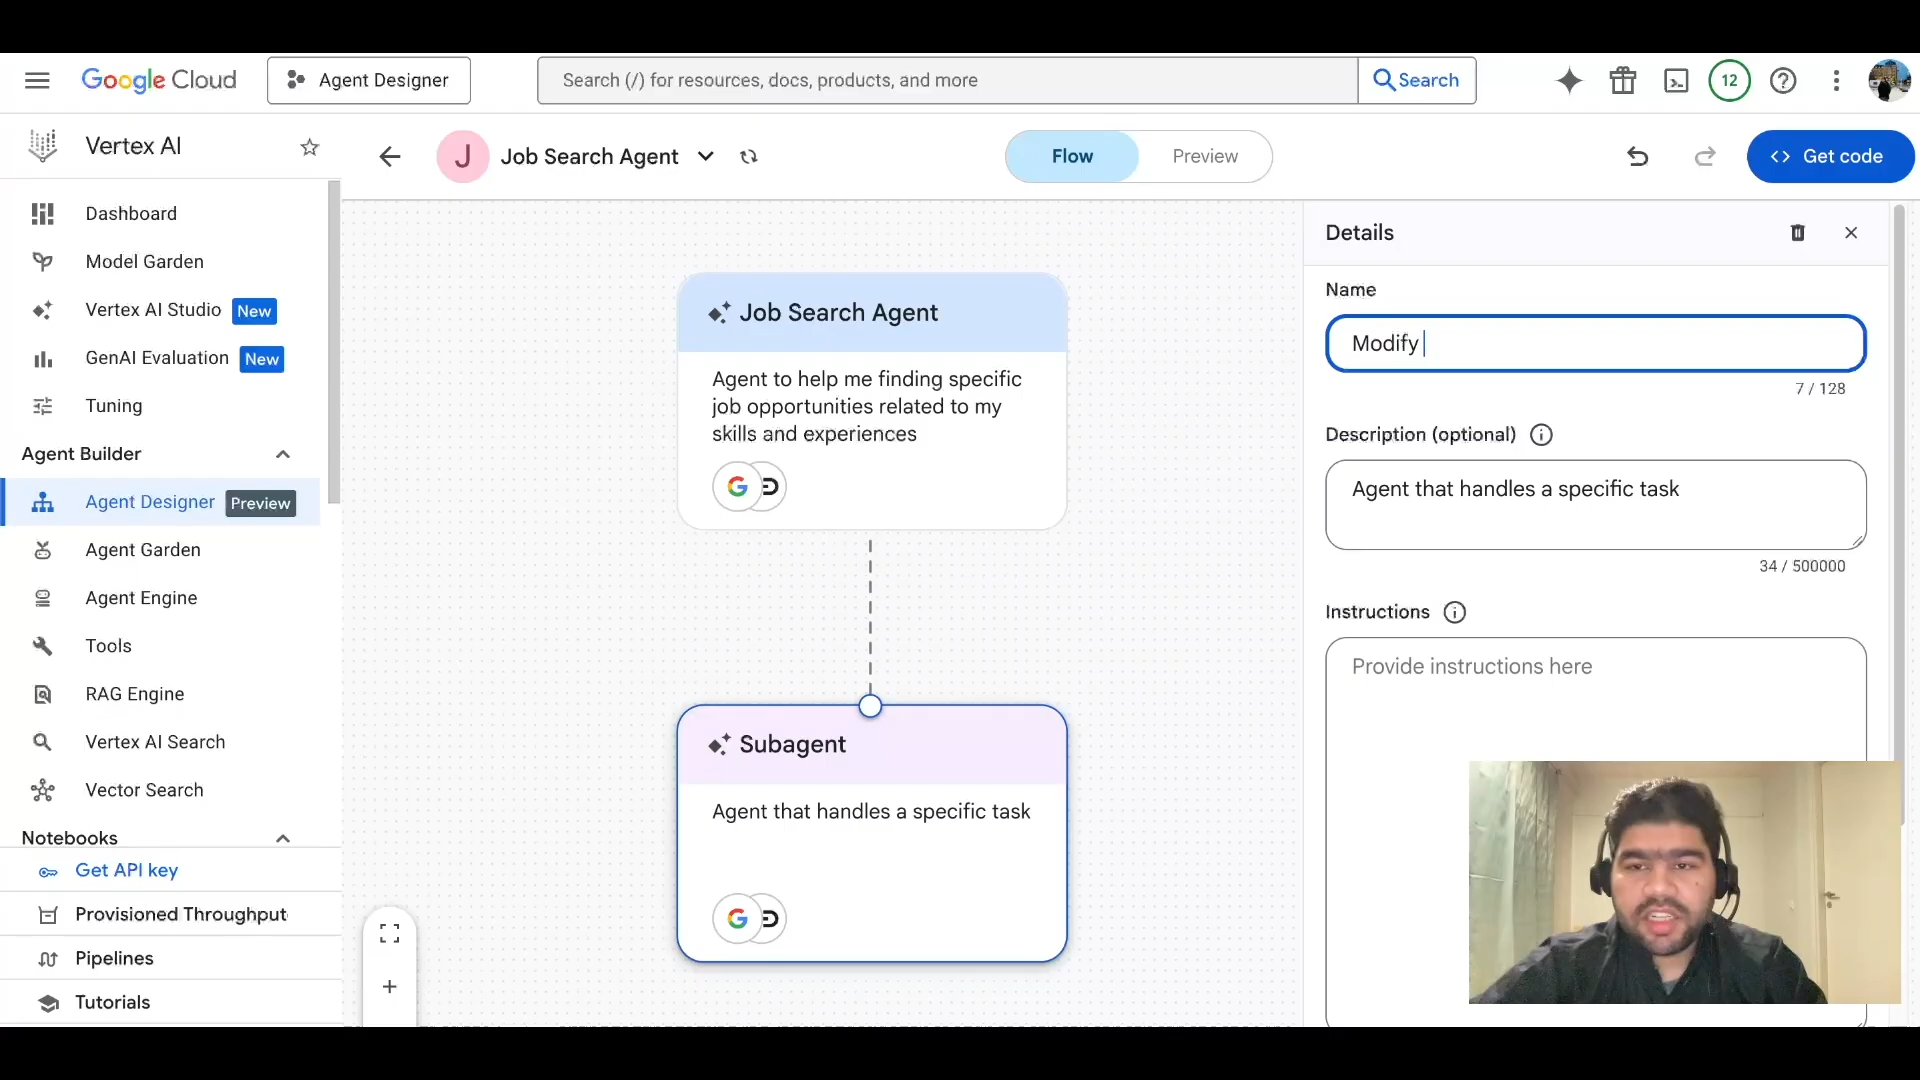 Google Cloud
Agent Designer
Search (/) for resources, docs, products, and more
Search
12
Vertex AI
J
Job Search Agent
Flow
Preview
Get code
Dashboard
Model Garden
Vertex AI Studio New
GenAI Evaluation New
Tuning
Agent Builder
Agent Designer Preview
Agent Garden
Agent Engine
Tools
RAG Engine
Vertex AI Search
Vector Search
Notebooks
Get API key
Provisioned Throughput
Pipelines
Tutorials
Job Search Agent
Agent to help me finding specific
job opportunities related to my
skills and experiences
Subagent
Agent that handles a specific task
Details
Name
Modify
7 / 128
Description (optional)
Agent that handles a specific task
34 / 500000
Instructions
Provide instructions here